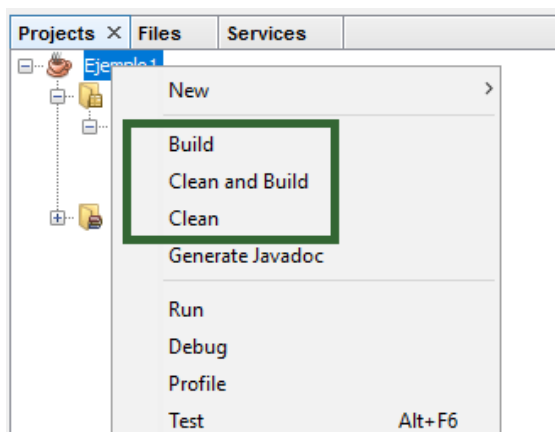 Projects × Files Services
Ejemplo1
New
Build
Clean and Build
Clean
Generate Javadoc
Run
Debug
Profile
Test Alt+F6